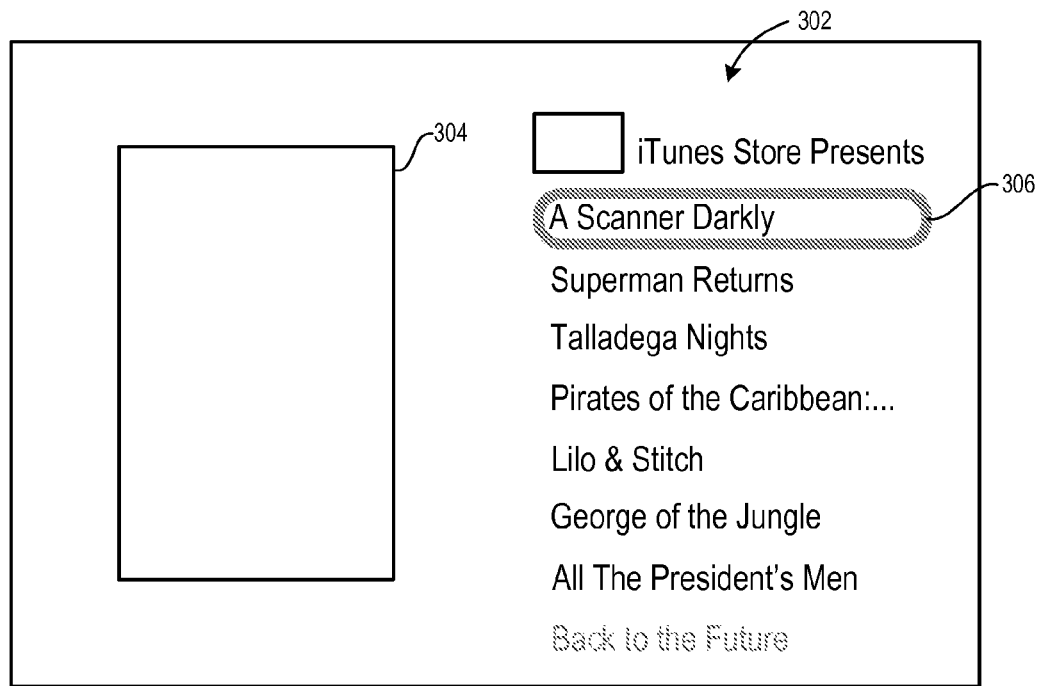 302
304
iTunes Store Presents
306
A Scanner Darkly
Superman Returns
Talladega Nights
Pirates of the Caribbean:...
Lilo & Stitch
George of the Jungle
All The President's Men
Back to the Future